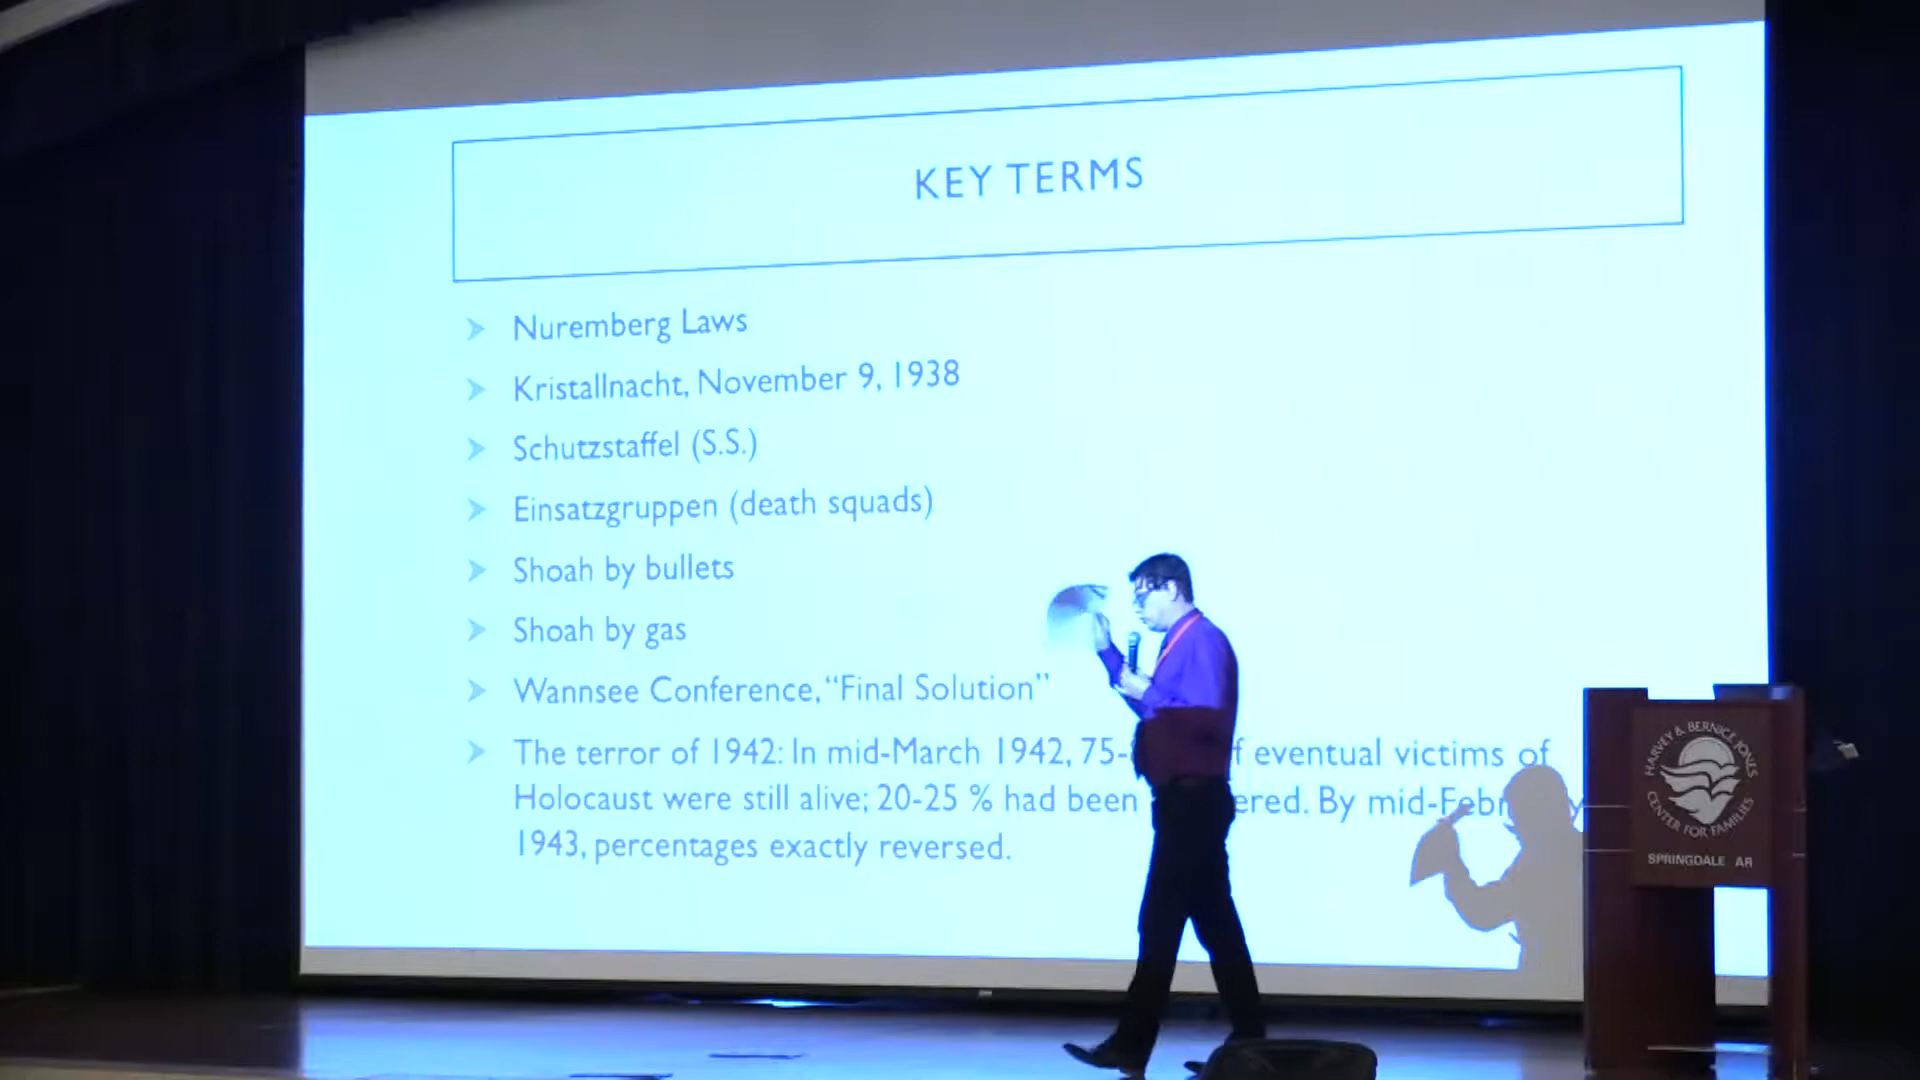 KEY TERMS
Nuremberg Laws
Kristallnacht, November 9, 1938
Schutzstaffel (S.S.)
Einsatzgruppen (death squads)
Shoah by bullets
Shoah by gas
Wannsee Conference, “Final Solution”
The terror of 1942: In mid-March 1942, 75- eventual victims of
Holocaust were still alive; 20-25 % had been By mid-
1943, percentages exactly reversed.
HARVEY & BERNICE JONES
CENTER FOR FAMILIES
SPRINGDALE AR